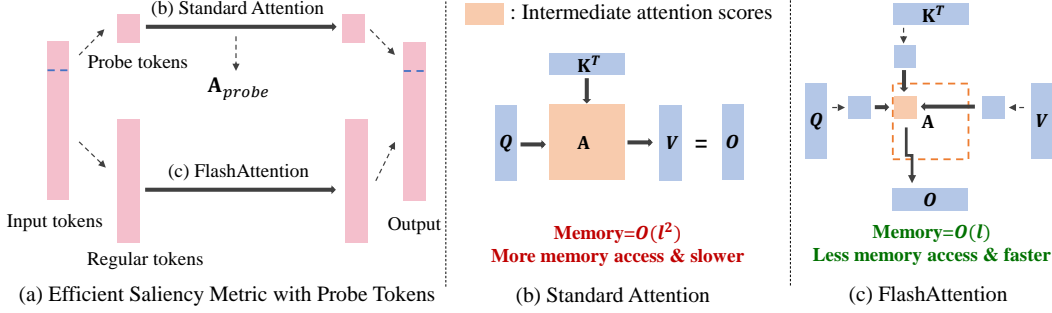 (b) Standard Attention
Probe tokens
A_probe
(c) FlashAttention
Input tokens
Output
Regular tokens
(a) Efficient Saliency Metric with Probe Tokens
: Intermediate attention scores
K^T
Q
A
V
=
O
Memory=O(l^2)
More memory access & slower
(b) Standard Attention
K^T
Q
A
V
O
Memory=O(l)
Less memory access & faster
(c) FlashAttention